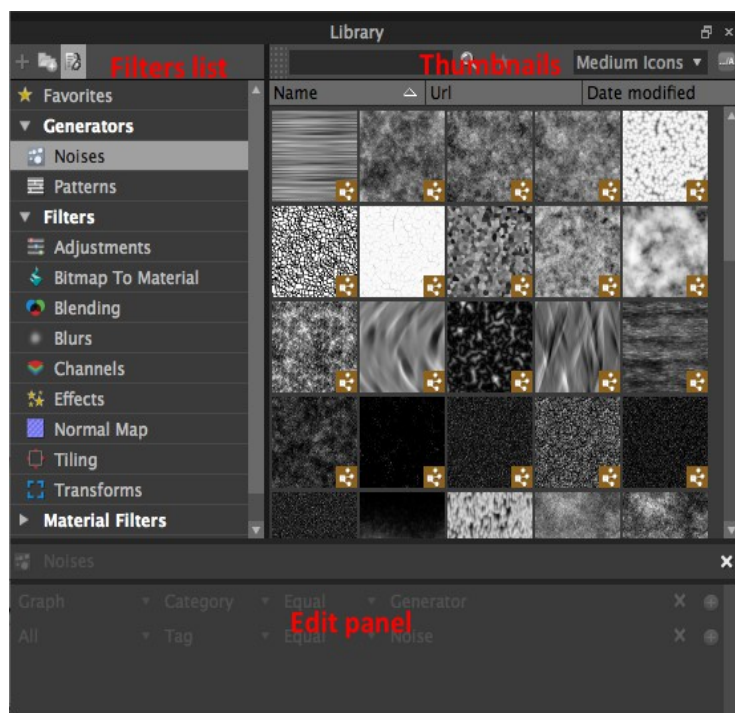 Library
Filters list
Thumbnails
Medium Icons
Favorites
Name
Url
Date modified
Generators
Noises
Patterns
Filters
Adjustments
Bitmap To Material
Blending
Blurs
Channels
Effects
Normal Map
Tiling
Transforms
Material Filters
Noises
Graph Category Equal Generator
Edit panel
All Tag Equal Noise